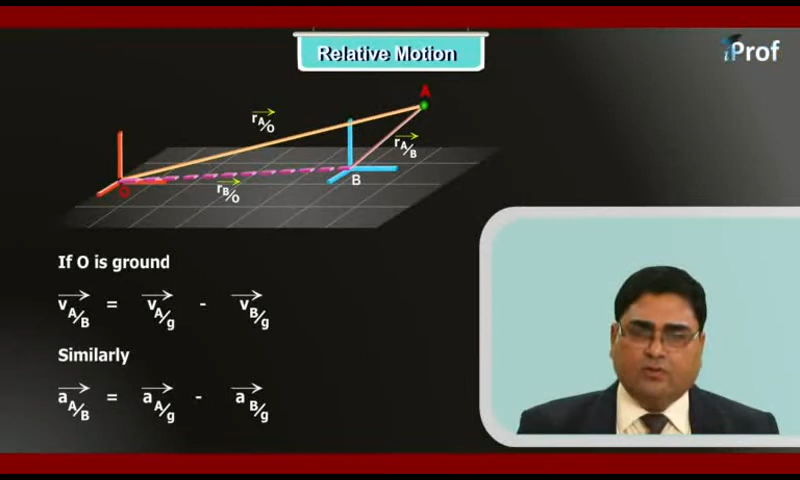 Relative Motion
iProf
A
r A/O
r A/B
O
r B/O
B
If O is ground
v A/B = v A/g - v B/g
Similarly
a A/B = a A/g - a B/g